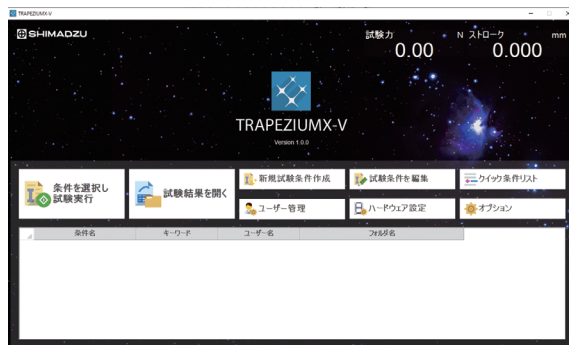 TRAPEZIUMX-V
SHIMADZU
試験力 N ストローク mm
0.00 0.000
TRAPEZIUMX-V
Version 1.0.0
条件を選択し
試験実行
試験結果を開く
新規試験条件作成
試験条件を編集
クイック条件リスト
ユーザー管理
ハードウェア設定
オプション
条件名 キーワード ユーザー名 フォルダ名